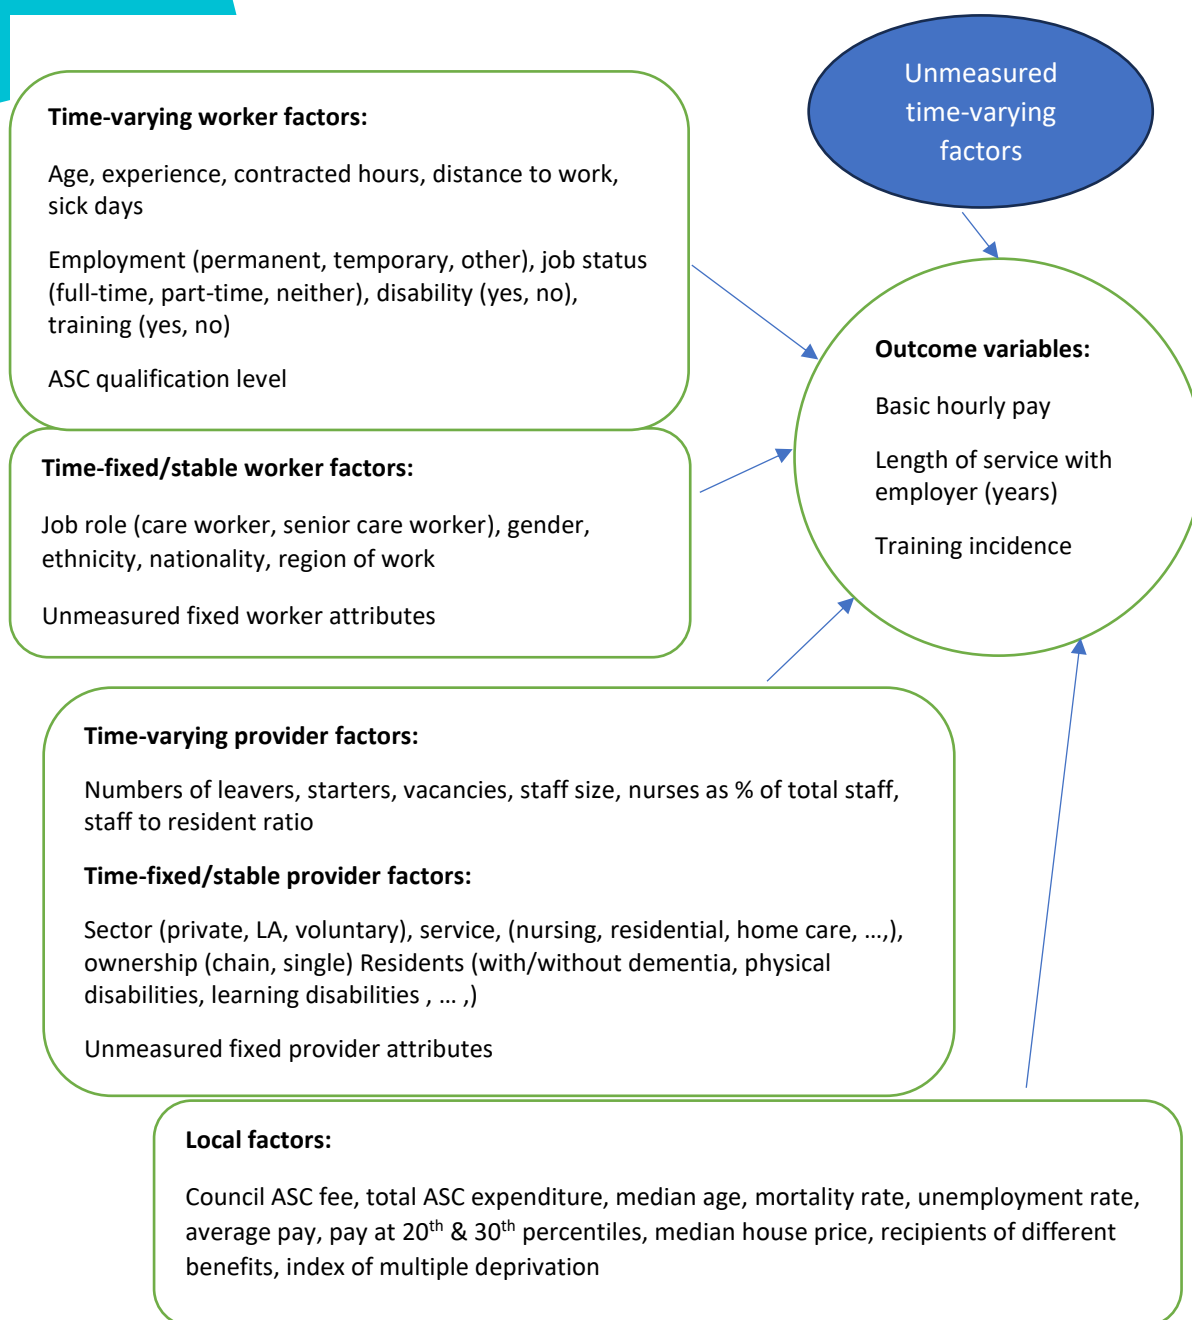 Unmeasured
time-varying
factors
Time-varying worker factors:
Age, experience, contracted hours, distance to work,
sick days
Employment (permanent, temporary, other), job status
(full-time, part-time, neither), disability (yes, no),
training (yes, no)
ASC qualification level
Outcome variables:
Basic hourly pay
Length of service with
employer (years)
Training incidence
Time-fixed/stable worker factors:
Job role (care worker, senior care worker), gender,
ethnicity, nationality, region of work
Unmeasured fixed worker attributes
Time-varying provider factors:
Numbers of leavers, starters, vacancies, staff size, nurses as % of total staff,
staff to resident ratio
Time-fixed/stable provider factors:
Sector (private, LA, voluntary), service, (nursing, residential, home care, …,),
ownership (chain, single) Residents (with/without dementia, physical
disabilities, learning disabilities , … ,)
Unmeasured fixed provider attributes
Local factors:
Council ASC fee, total ASC expenditure, median age, mortality rate, unemployment rate,
average pay, pay at 20th & 30th percentiles, median house price, recipients of different
benefits, index of multiple deprivation